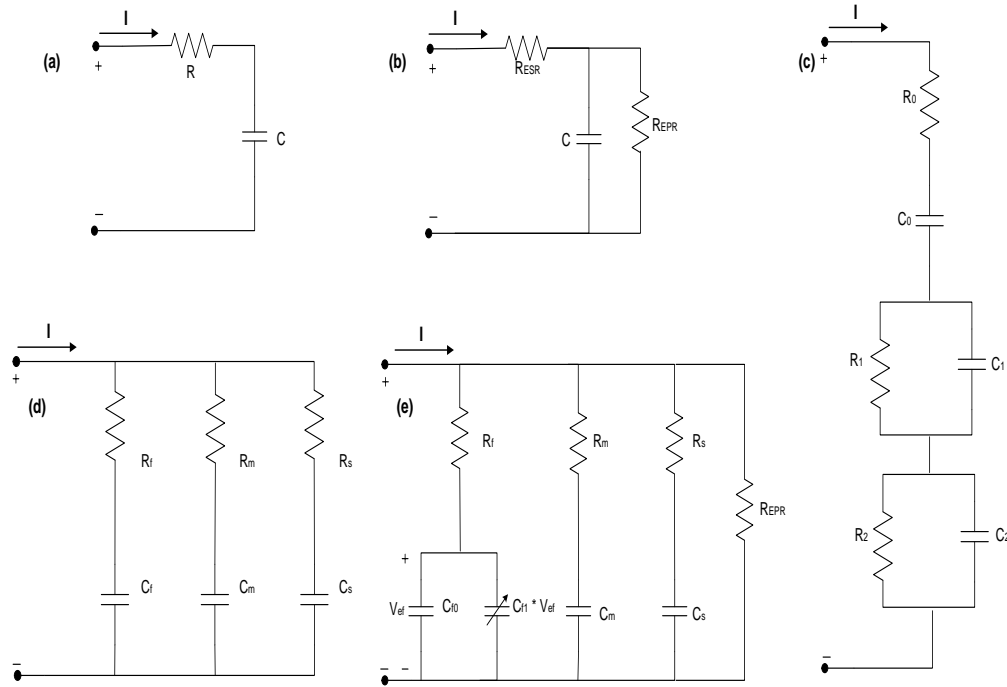 I
(a)
+
R
C
–
I
(b)
+
RESR
C
REPR
–
I
(c)
+
R0
C0
R1
C1
R2
C2
–
I
+
(d)
Rf
Rm
Rs
Cf
Cm
Cs
–
I
+
(e)
Rf
Rm
Rs
REPR
+
Vef
Cf0
Cf1 * Vef
Cm
Cs
– –